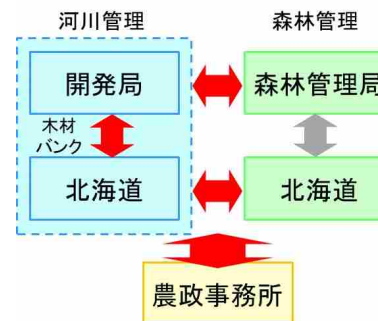 河川管理
森林管理
開発局
森林管理局
木材
バンク
北海道
北海道
農政事務所